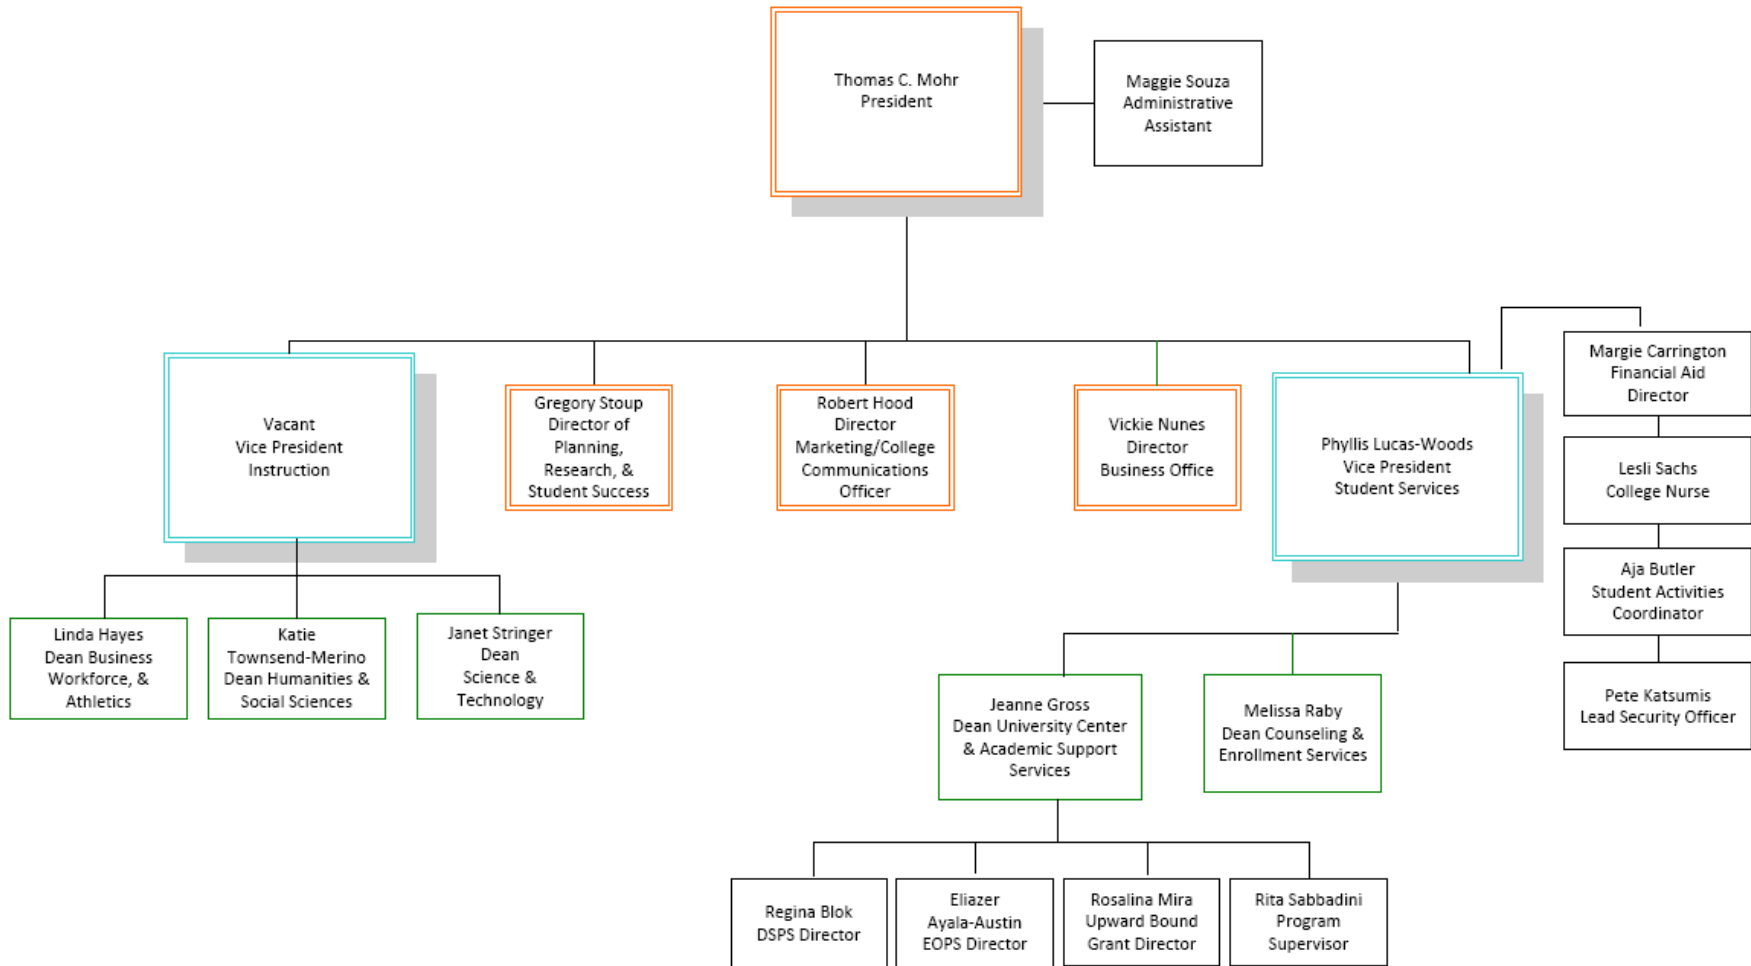 Thomas C. Mohr
President
Maggie Souza
Administrative
Assistant
Vacant
Vice President
Instruction
Gregory Stoup
Director of
Planning,
Research, &
Student Success
Robert Hood
Director
Marketing/College
Communications
Officer
Vickie Nunes
Director
Business Office
Phyllis Lucas-Woods
Vice President
Student Services
Margie Carrington
Financial Aid
Director
Lesli Sachs
College Nurse
Aja Butler
Student Activities
Coordinator
Pete Katsumis
Lead Security Officer
Linda Hayes
Dean Business
Workforce, &
Athletics
Katie
Townsend-Merino
Dean Humanities &
Social Sciences
Janet Stringer
Dean
Science &
Technology
Jeanne Gross
Dean University Center
& Academic Support
Services
Melissa Raby
Dean Counseling &
Enrollment Services
Regina Blok
DSPS Director
Eliazer
Ayala-Austin
EOPS Director
Rosalina Mira
Upward Bound
Grant Director
Rita Sabbadini
Program
Supervisor